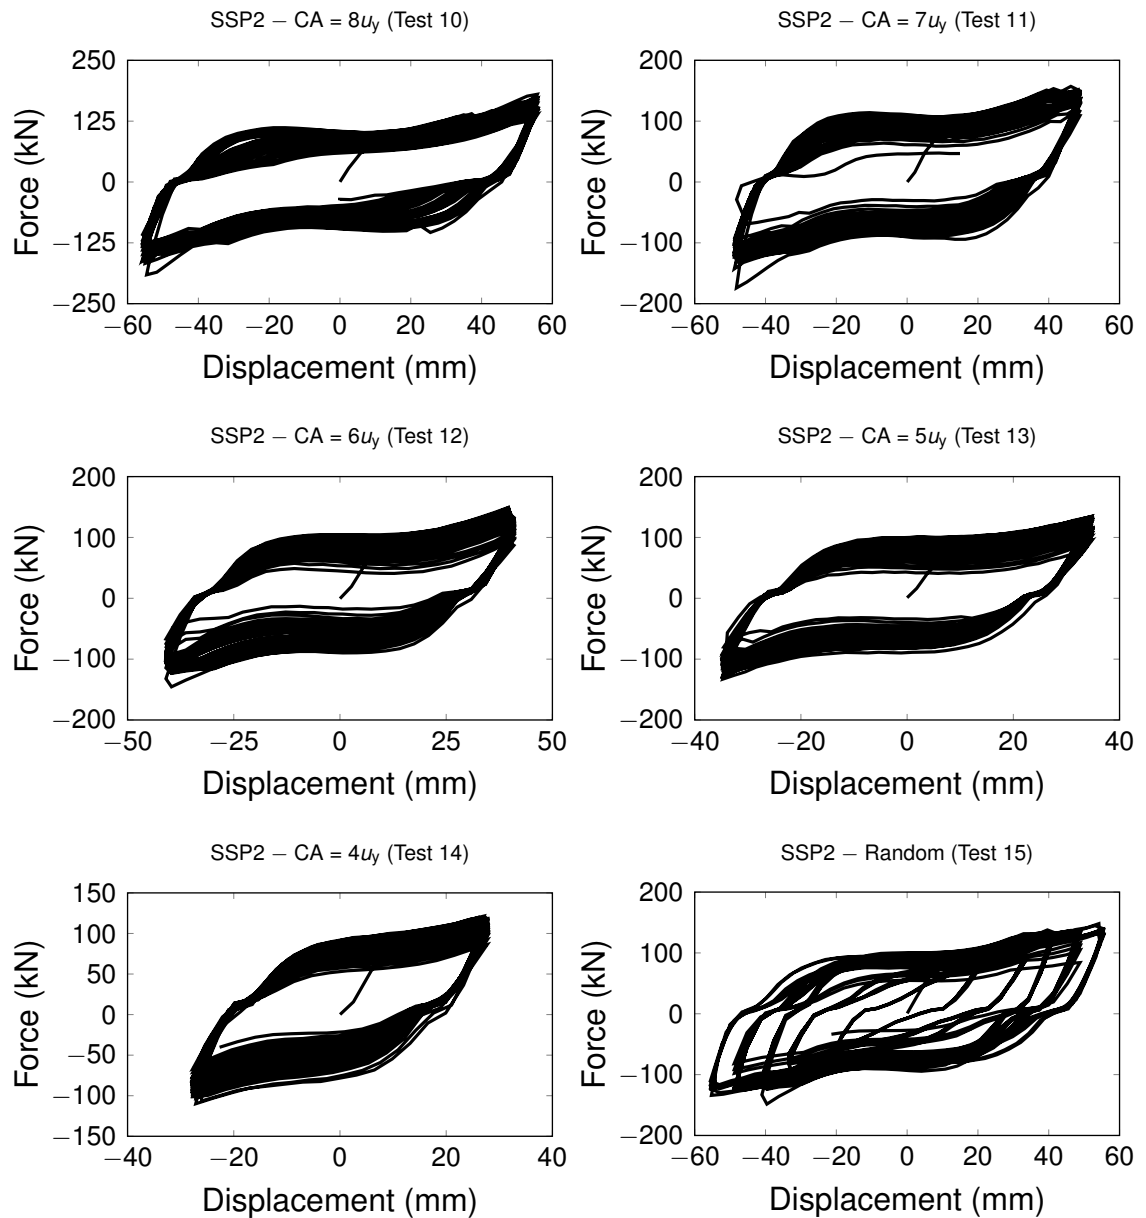 SSP2 − CA = 8uy (Test 10)
250
125
0
−125
−250
−60 −40 −20 0 20 40 60
Force (kN)
Displacement (mm)
SSP2 − CA = 7uy (Test 11)
200
100
0
−100
−200
−60 −40 −20 0 20 40 60
Force (kN)
Displacement (mm)
SSP2 − CA = 6uy (Test 12)
200
100
0
−100
−200
−50 −25 0 25 50
Force (kN)
Displacement (mm)
SSP2 − CA = 5uy (Test 13)
200
100
0
−100
−200
−40 −20 0 20 40
Force (kN)
Displacement (mm)
SSP2 − CA = 4uy (Test 14)
150
100
50
0
−50
−100
−150
−40 −20 0 20 40
Force (kN)
Displacement (mm)
SSP2 − Random (Test 15)
200
100
0
−100
−200
−60 −40 −20 0 20 40 60
Force (kN)
Displacement (mm)